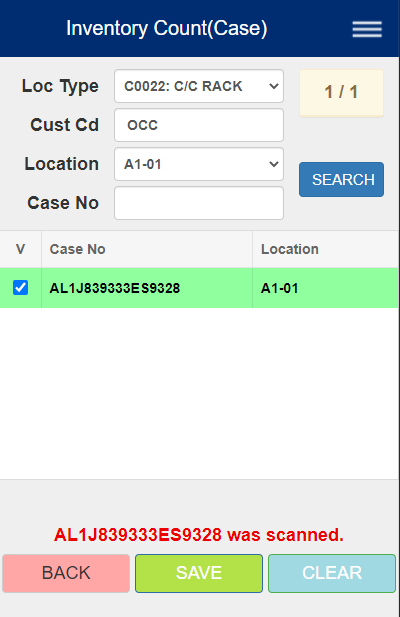 Inventory Count(Case)
Loc Type C0022: C/C RACK 1 / 1
Cust Cd OCC
Location A1-01 SEARCH
Case No
V Case No Location
AL1J839333ES9328 A1-01
AL1J839333ES9328 was scanned.
BACK SAVE CLEAR